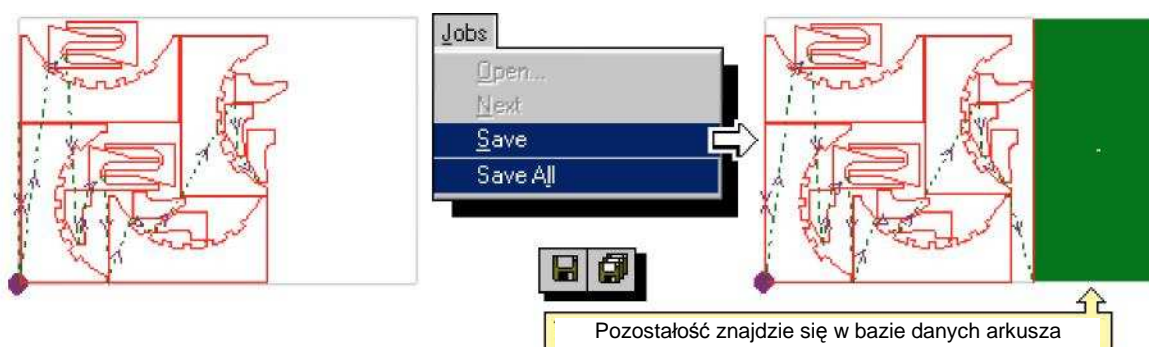 Jobs
Open...
Next
Save
Save All
Pozostałość znajdzie się w bazie danych arkusza